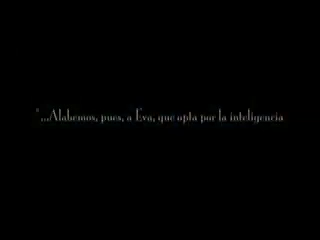 "...Alabemos, pues, a Eva, que opta por la inteligencia